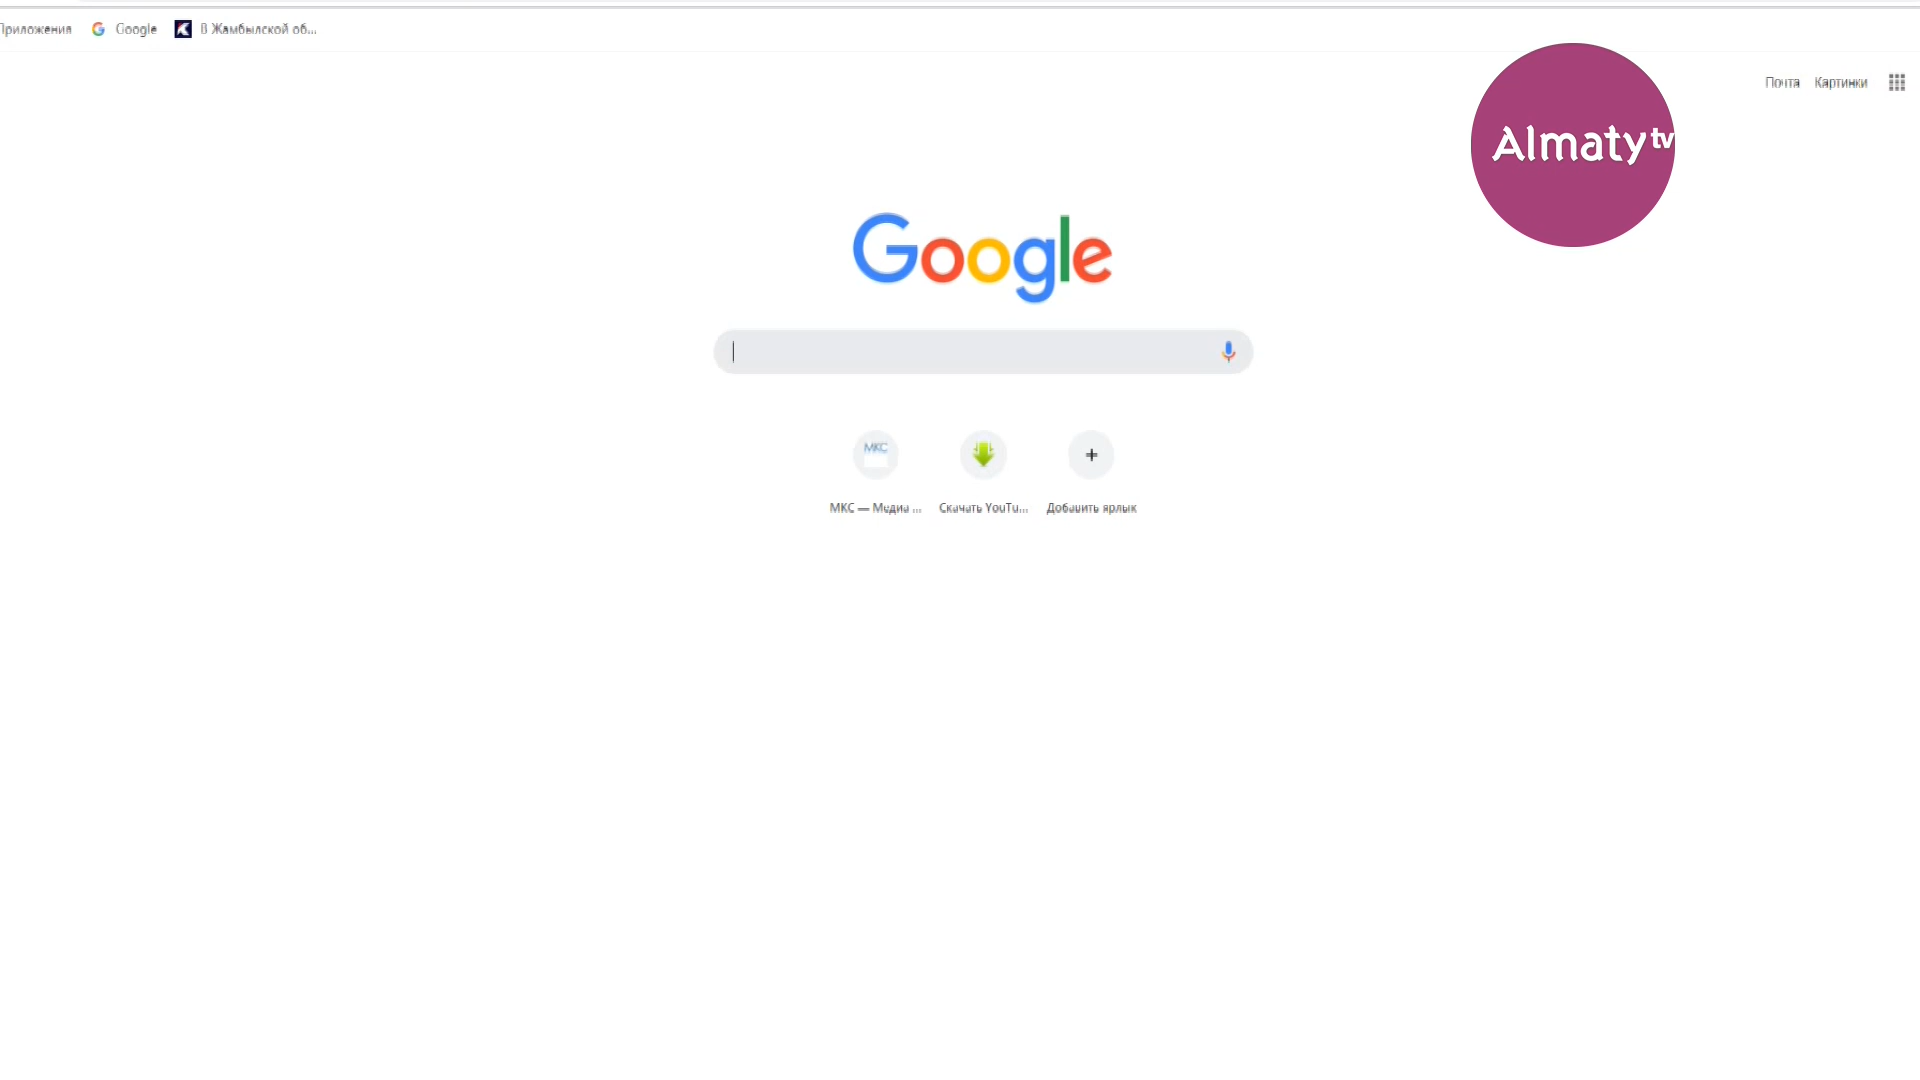 Приложения Google В Жамбылской об...
Почта Картинки
Almaty tv
Google
МКС
МКС — Медиа ... Скачать YouTu... Добавить ярлык